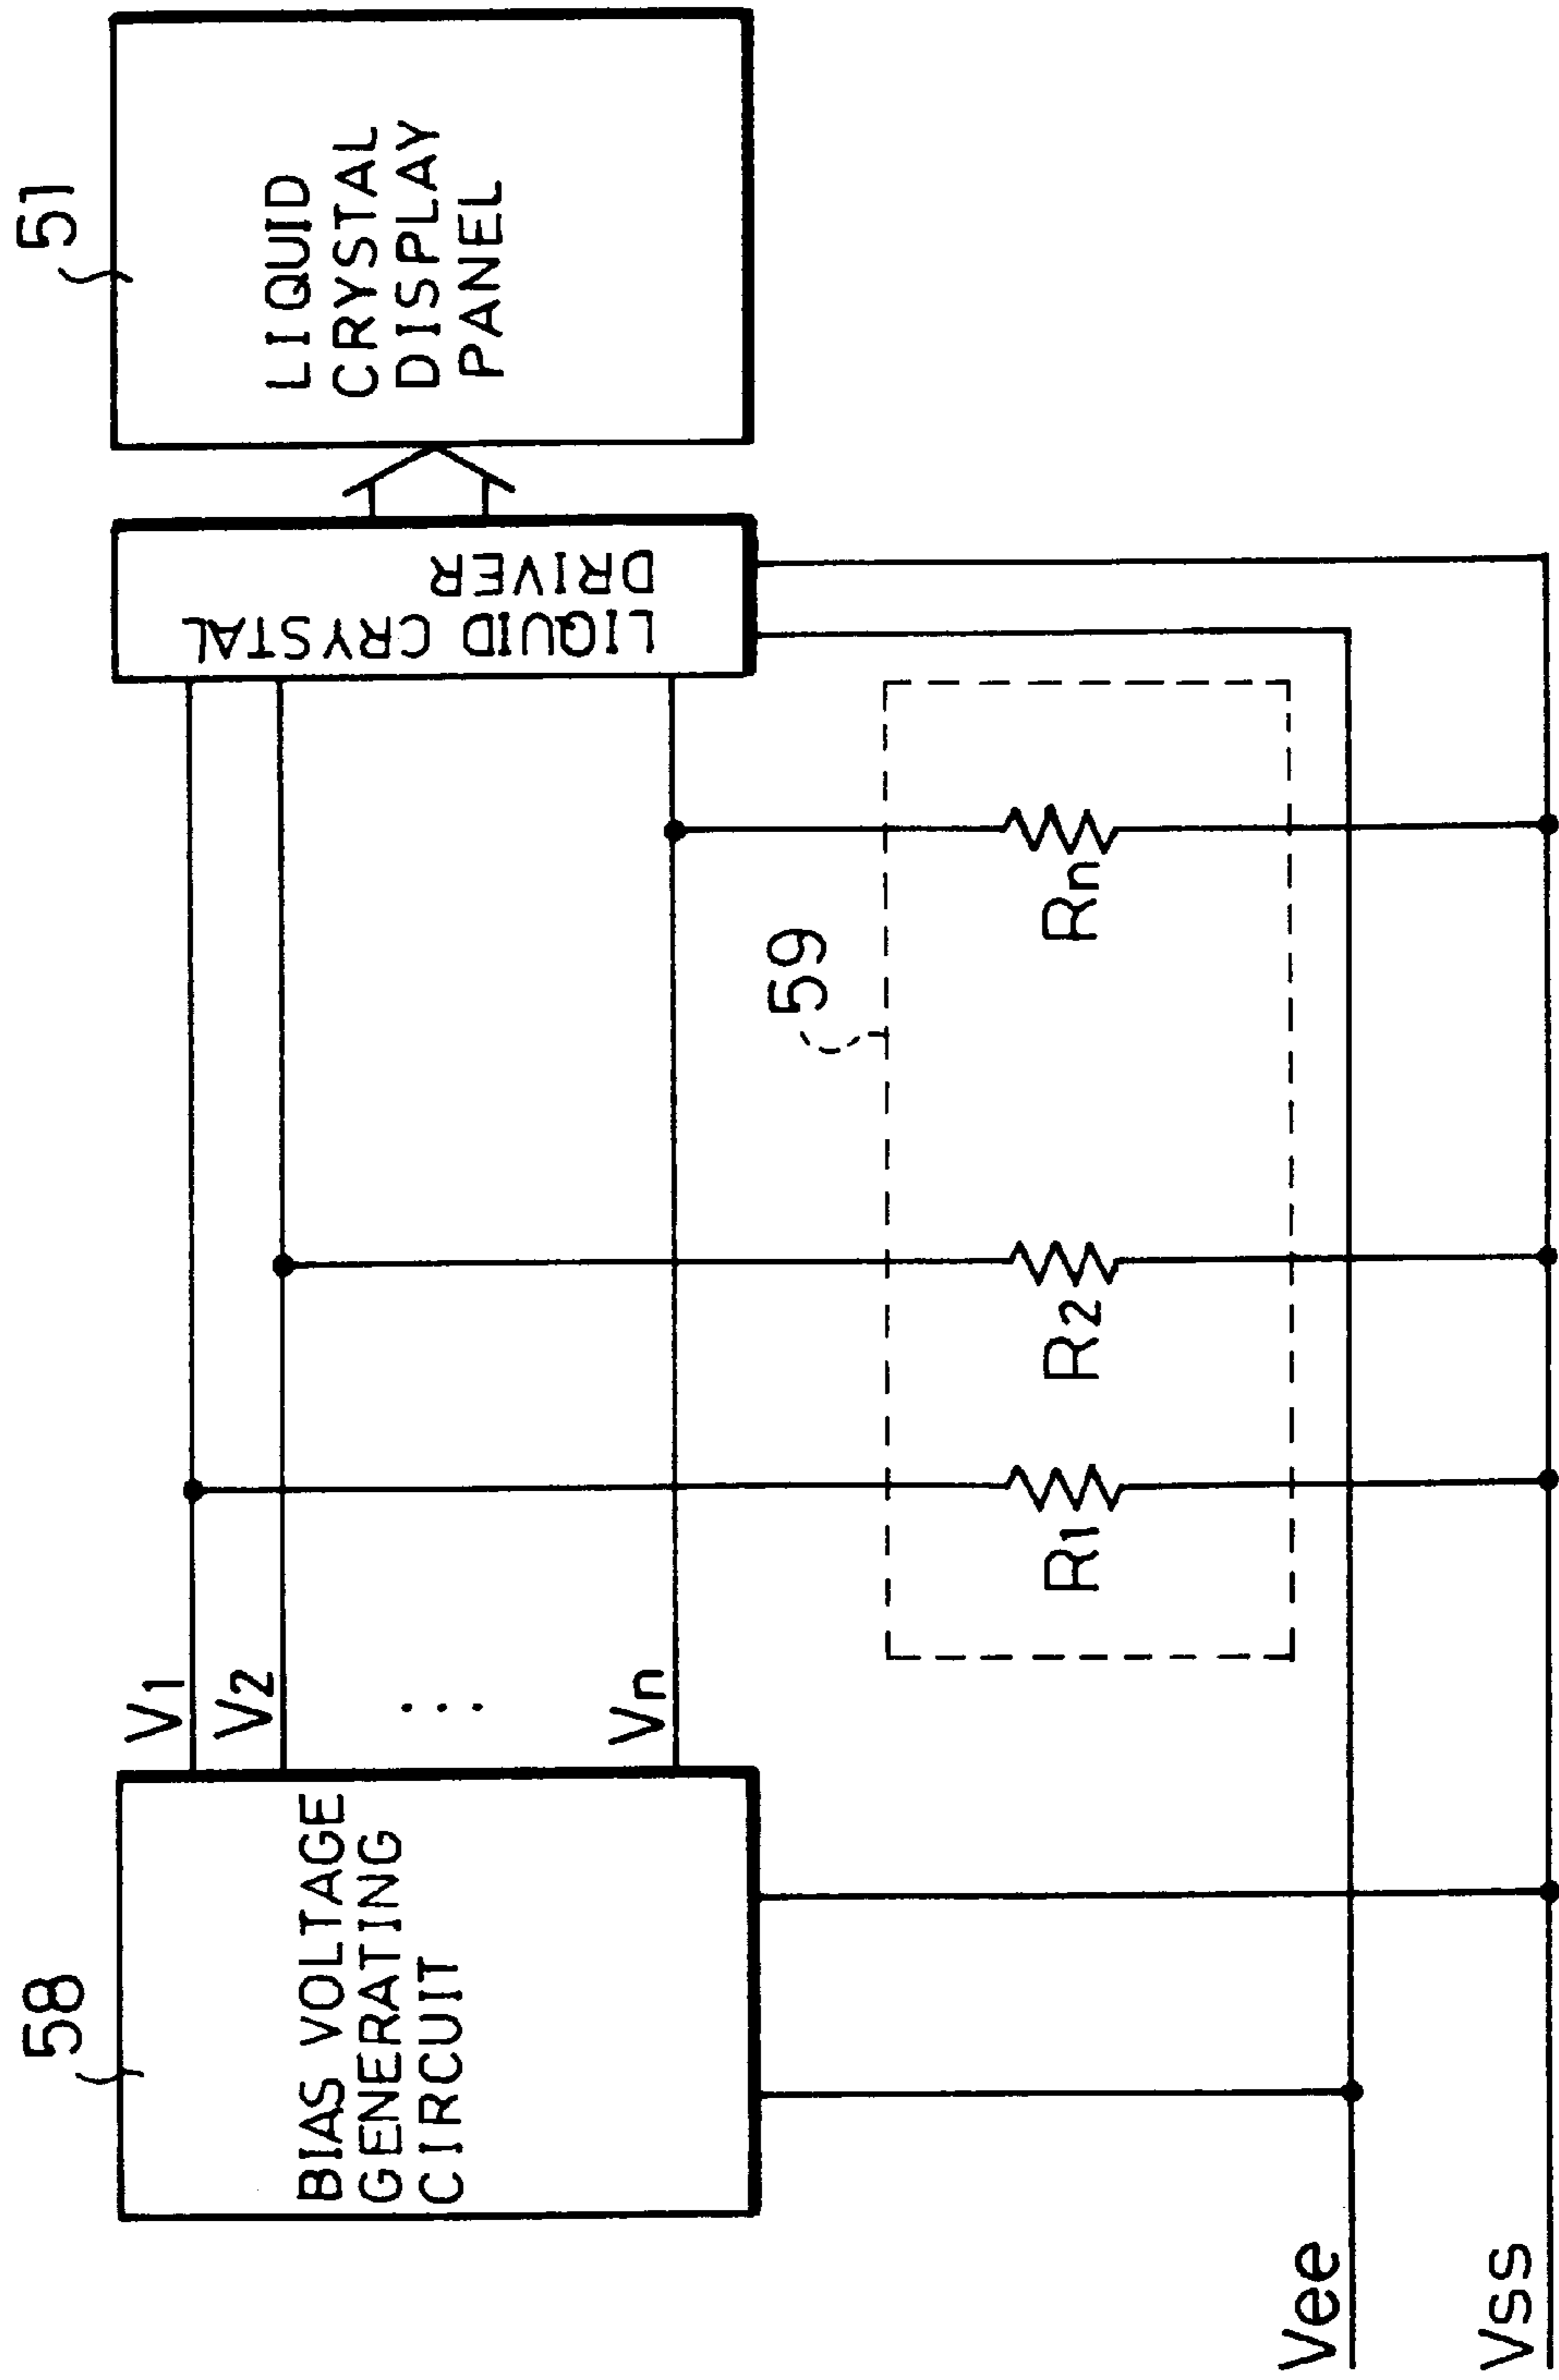 58
BIAS VOLTAGE
GENERATING
CIRCUIT
V1
V2
...
Vn
LIQUID CRYSTAL
DRIVER
51
LIQUID
CRYSTAL
DISPLAY
PANEL
59
R1
R2
Rn
Vee
Vss